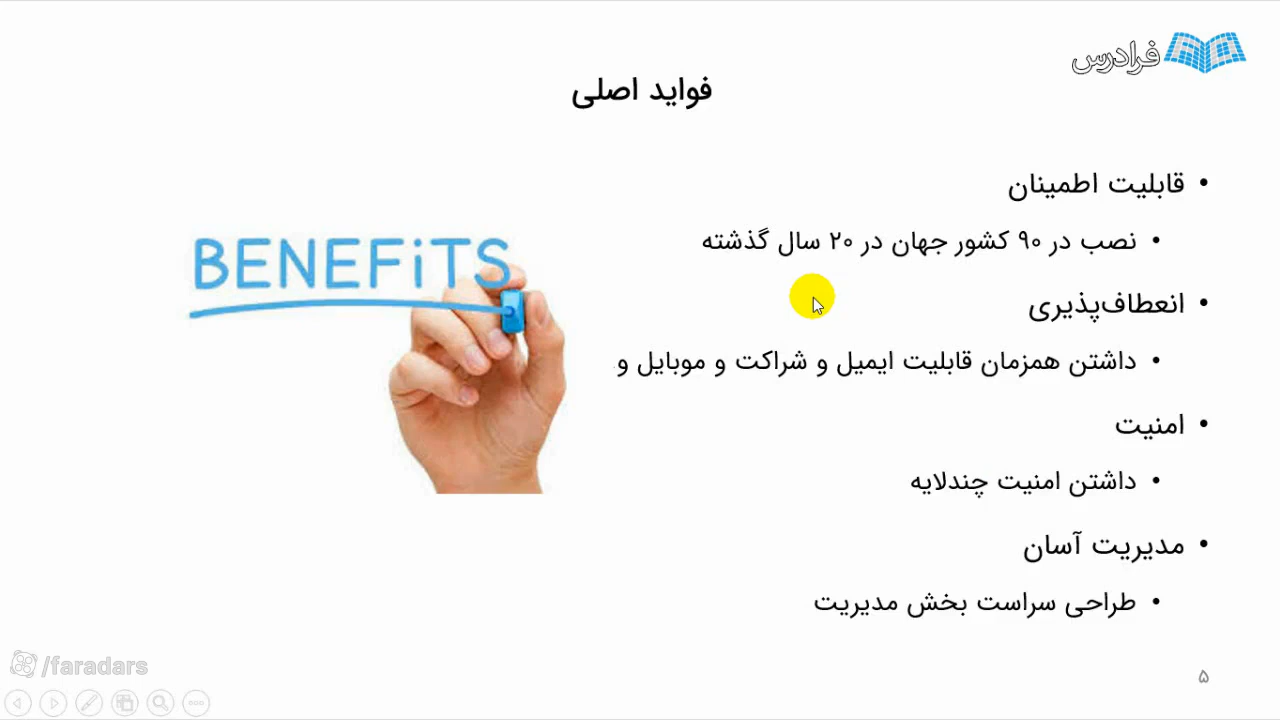 فرادرس
فواید اصلی
• قابلیت اطمینان
• نصب در ۹۰ کشور جهان در ۲۰ سال گذشته
• انعطاف‌پذیری
• داشتن همزمان قابلیت ایمیل و شراکت و موبایل و
• امنیت
• داشتن امنیت چندلایه
• مدیریت آسان
• طراحی سراست بخش مدیریت
BENEFiTS
/faradars
۵